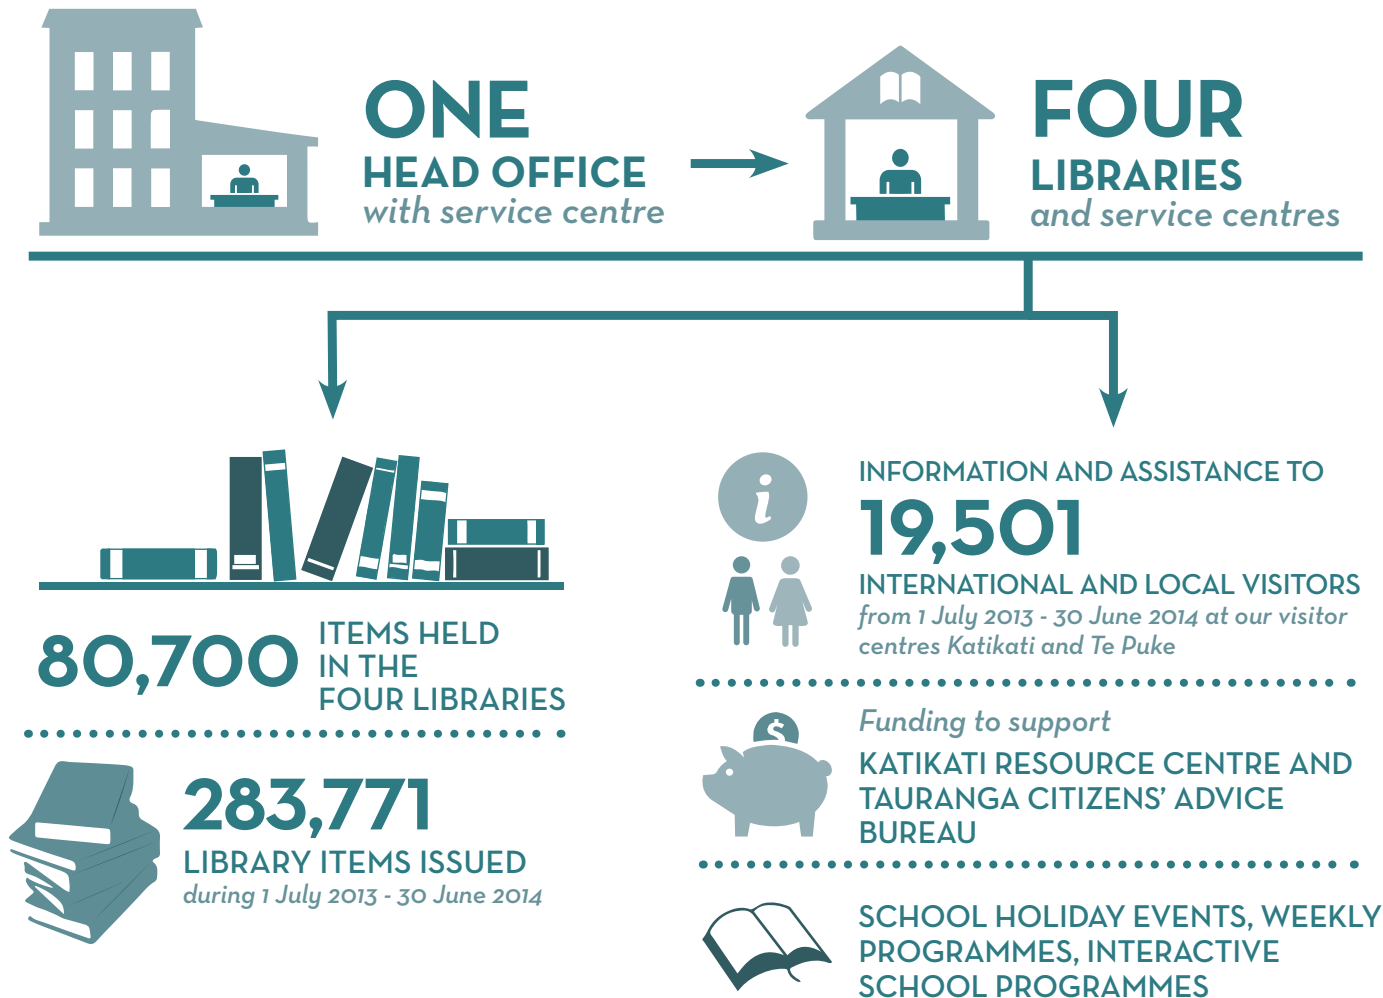 ONE
HEAD OFFICE
with service centre
FOUR
LIBRARIES
and service centres
80,700
ITEMS HELD
IN THE
FOUR LIBRARIES
283,771
LIBRARY ITEMS ISSUED
during 1 July 2013 - 30 June 2014
i
INFORMATION AND ASSISTANCE TO
19,501
INTERNATIONAL AND LOCAL VISITORS
from 1 July 2013 - 30 June 2014 at our visitor
centres Katikati and Te Puke
$
Funding to support
KATIKATI RESOURCE CENTRE AND
TAURANGA CITIZENS’ ADVICE
BUREAU
SCHOOL HOLIDAY EVENTS, WEEKLY
PROGRAMMES, INTERACTIVE
SCHOOL PROGRAMMES